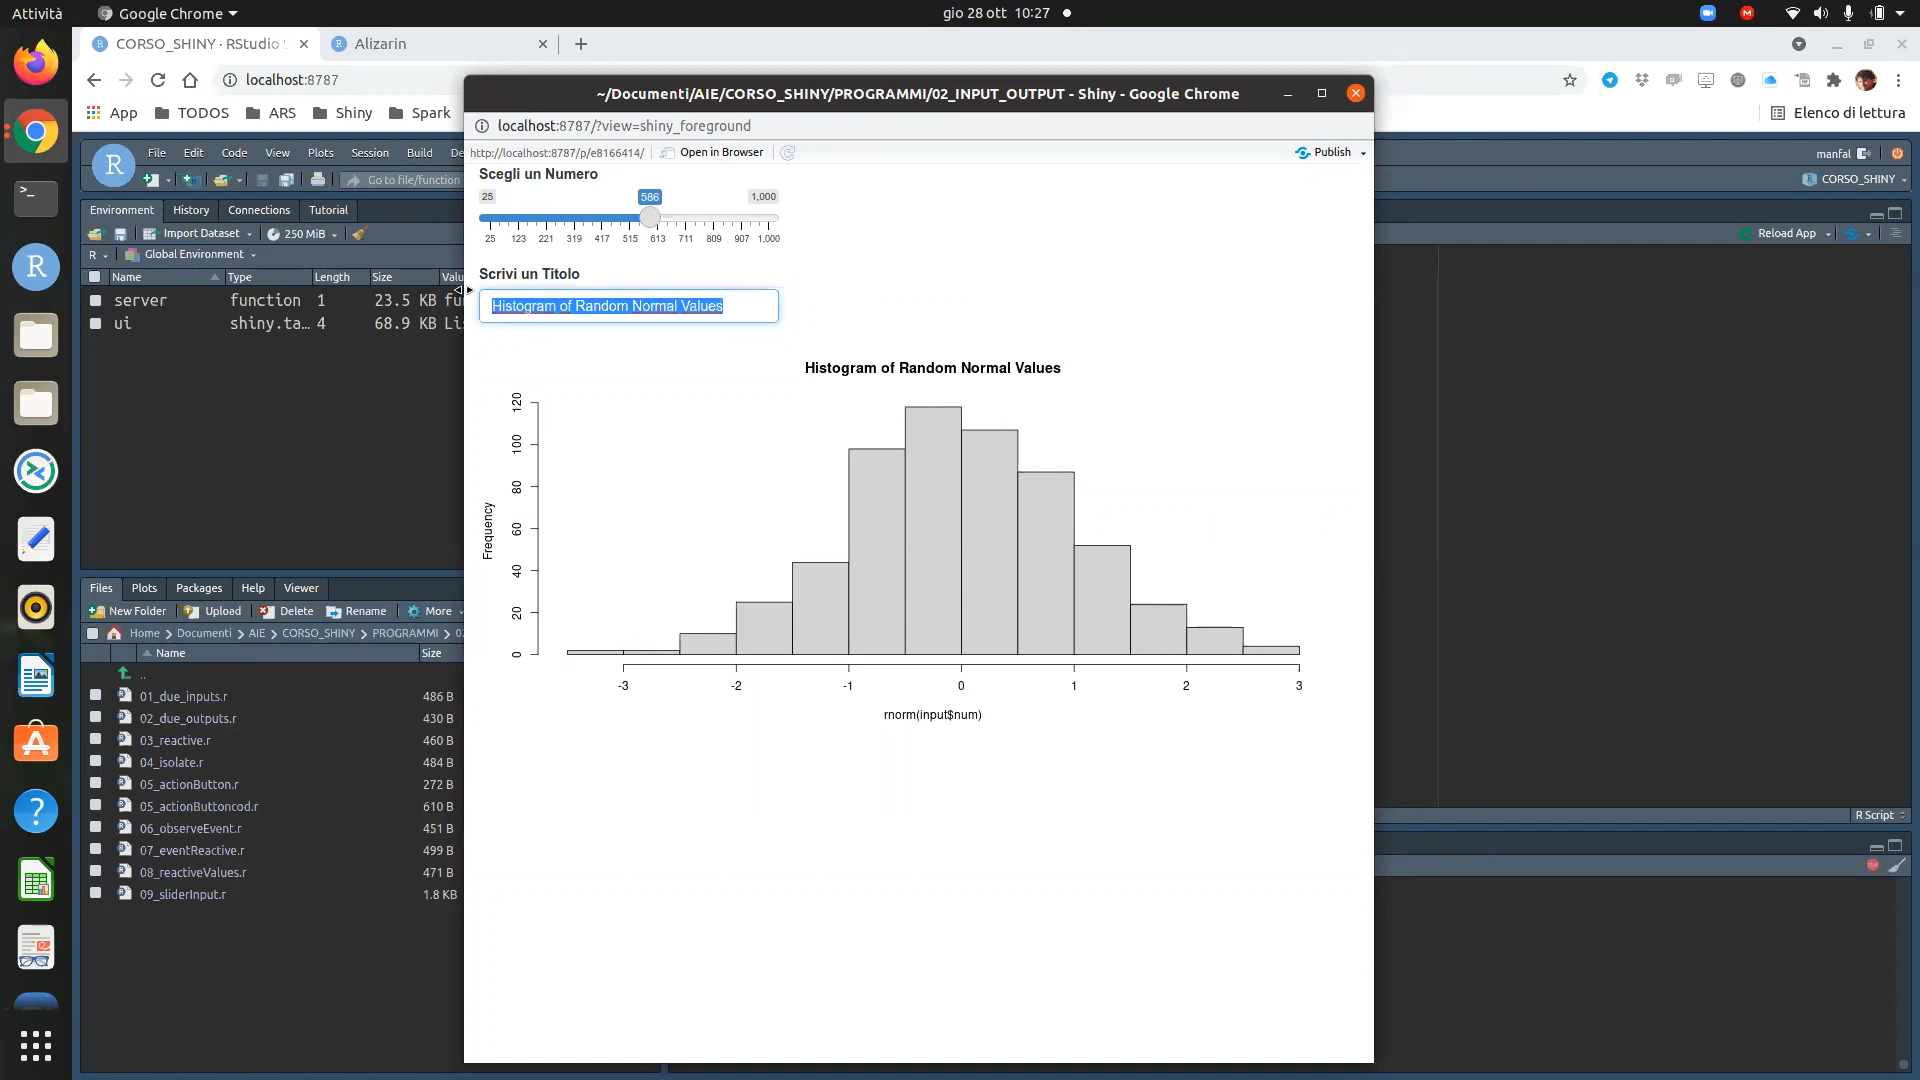 Attività
Google Chrome
gio 28 ott 10:27
CORSO_SHINY · RStudio
Alizarin
localhost:8787
App
TODOS
ARS
Shiny
Spark
Elenco di lettura
~/Documenti/AIE/CORSO_SHINY/PROGRAMMI/02_INPUT_OUTPUT - Shiny - Google Chrome
localhost:8787/?view=shiny_foreground
http://localhost:8787/p/e8166414/
Open in Browser
Publish
File Edit Code View Plots Session Build De
manfal
Go to file/function
CORSO_SHINY
Environment History Connections Tutorial
Import Dataset
250 MiB
Reload App
R
Global Environment
Name Type Length Size Valu
server function 1 23.5 KB fu
ui shiny.ta… 4 68.9 KB Li
Scegli un Numero
25 586 1,000
25 123 221 319 417 515 613 711 809 907 1,000
Scrivi un Titolo
Histogram of Random Normal Values
Histogram of Random Normal Values
Frequency
120
100
80
60
40
20
0
-3 -2 -1 0 1 2 3
rnorm(input$num)
Files Plots Packages Help Viewer
New Folder Upload Delete Rename More
Home Documenti AIE CORSO_SHINY PROGRAMMI 02
Name Size
..
01_due_inputs.r 486 B
02_due_outputs.r 430 B
03_reactive.r 460 B
04_isolate.r 484 B
05_actionButton.r 272 B
05_actionButtoncod.r 610 B
06_observeEvent.r 451 B
07_eventReactive.r 499 B
08_reactiveValues.r 471 B
09_sliderInput.r 1.8 KB
R Script